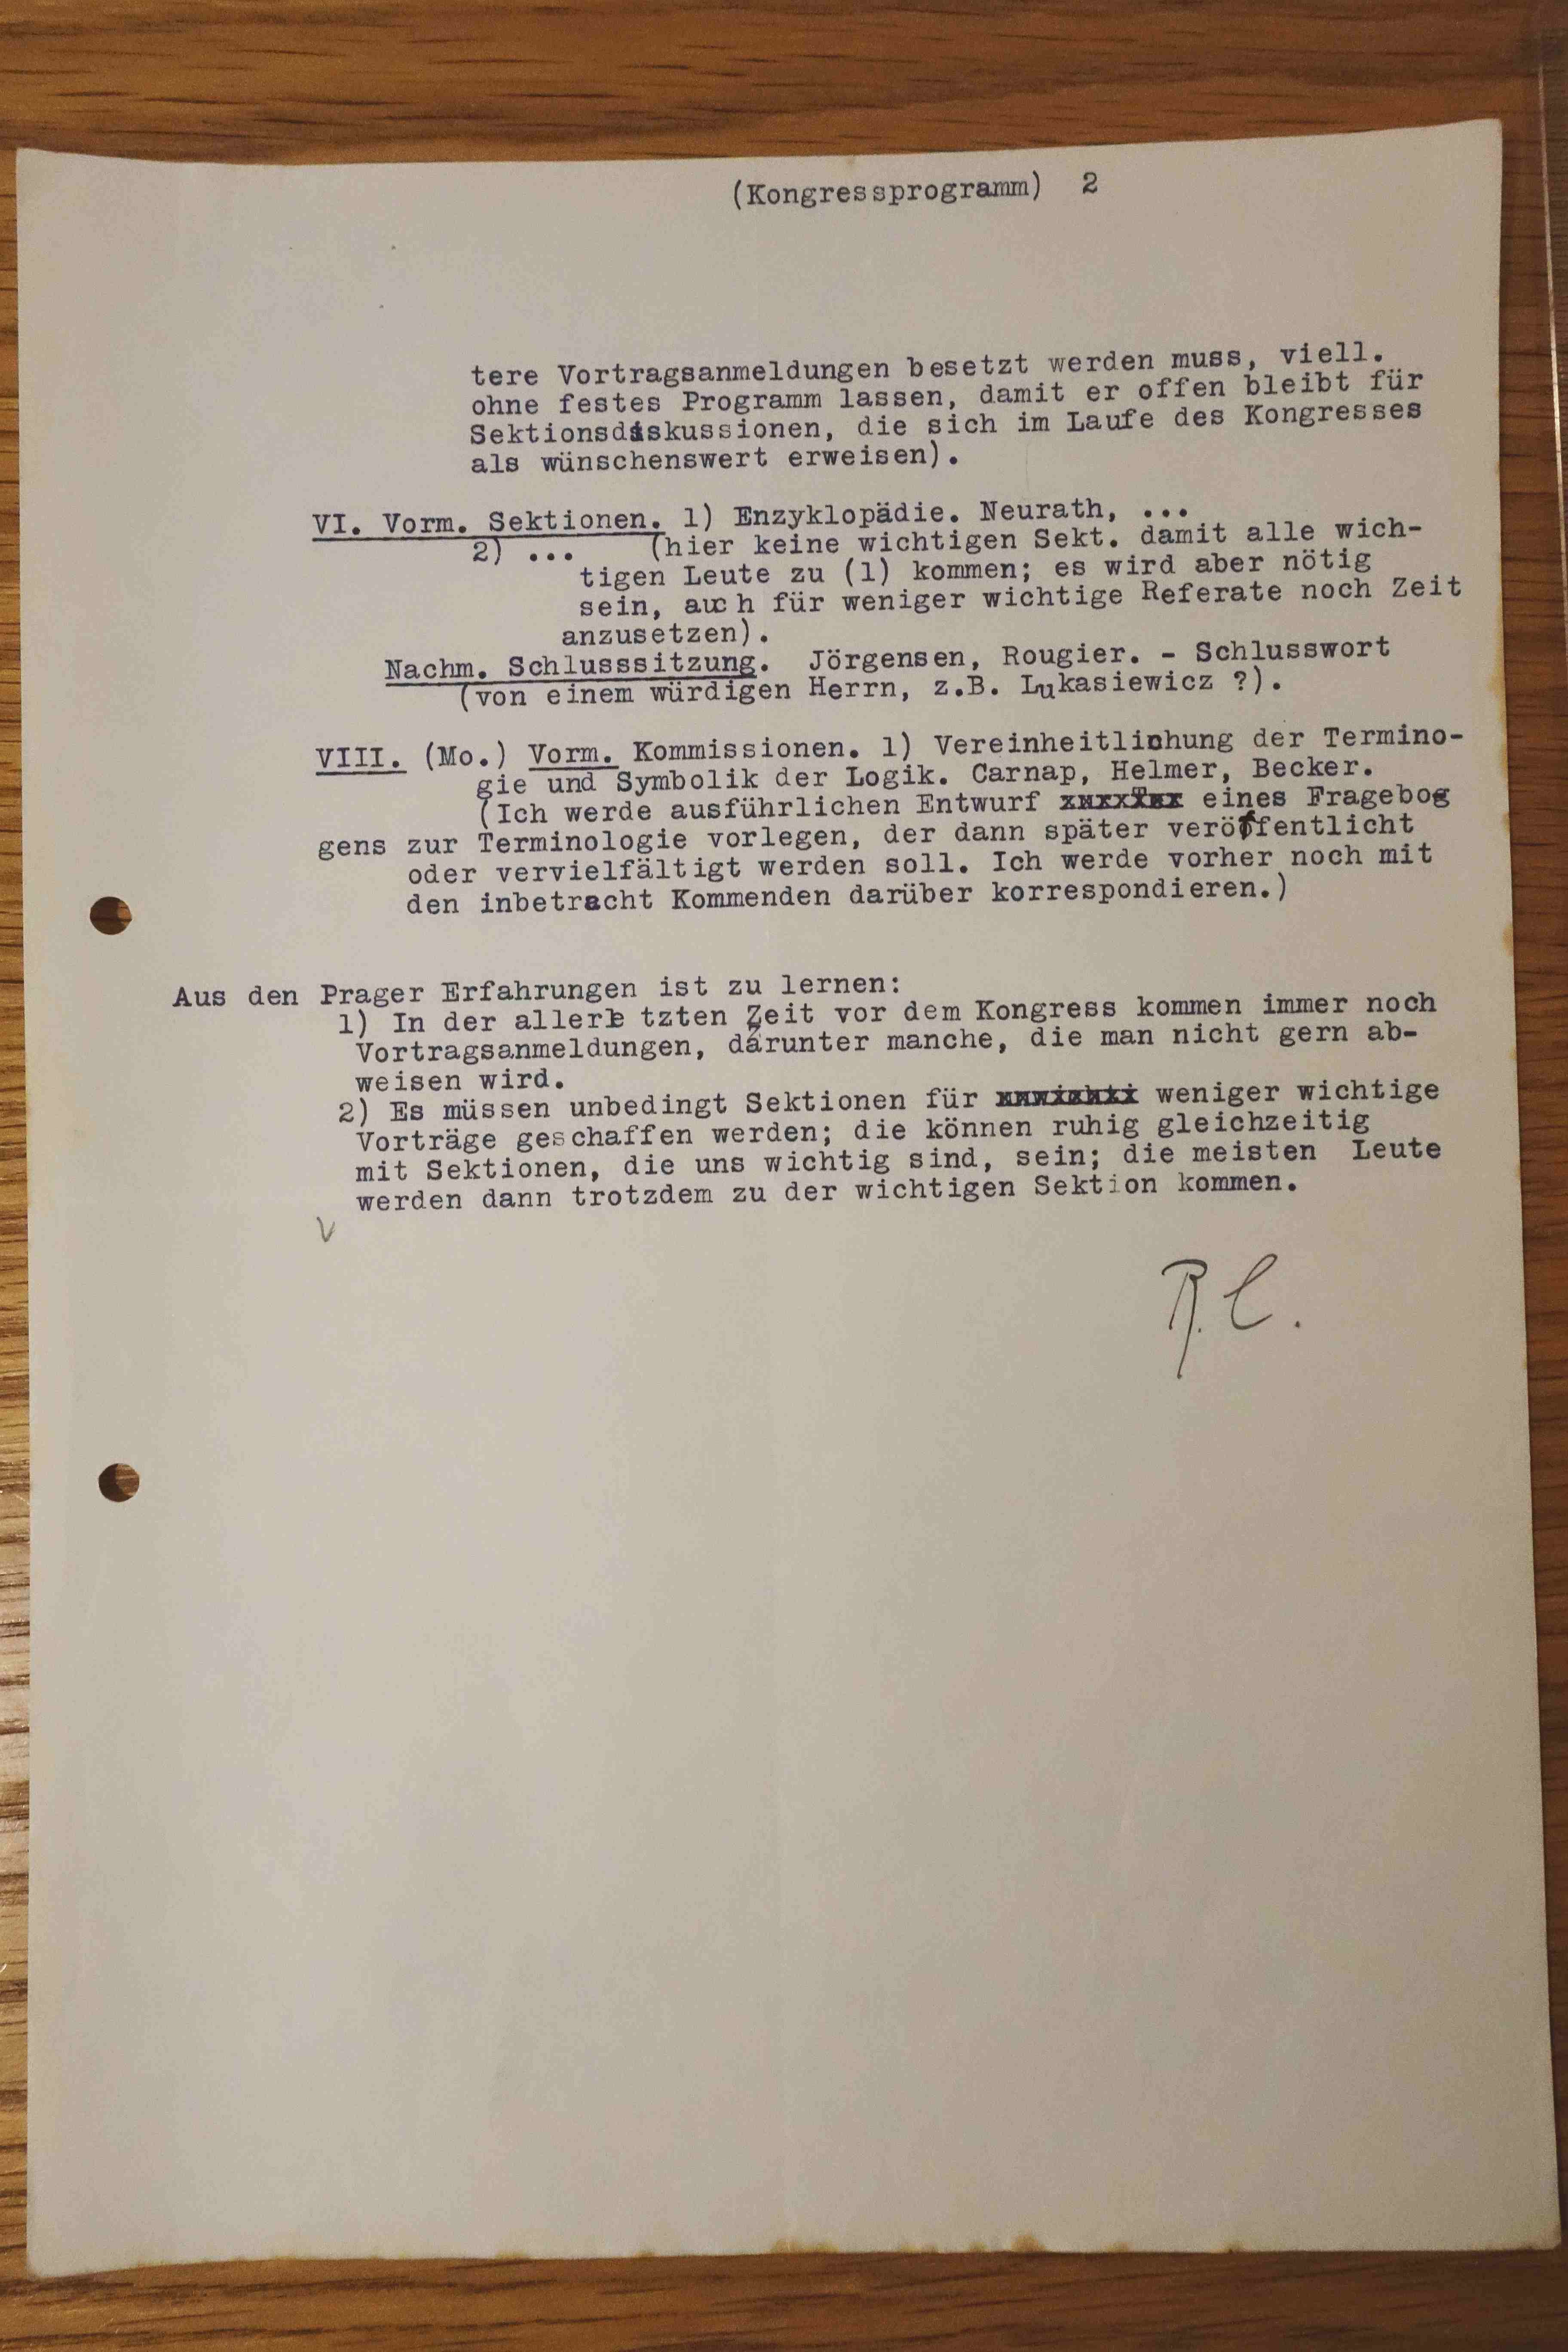 (Kongressprogramm) 2
tere Vortragsanmeldungen besetzt werden muss, viell.
ohne festes Programm lassen, damit er offen bleibt für
Sektionsdiskussionen, die sich im Laufe des Kongresses
als wünschenswert erweisen).
VI. Vorm. Sektionen. 1) Enzyklopädie. Neurath, ...
2) ... (hier keine wichtigen Sekt. damit alle wich-
tigen Leute zu (1) kommen; es wird aber nötig
sein, auch für weniger wichtige Referate noch Zeit
anzusetzen).
Nachm. Schlusssitzung. Jörgensen, Rougier. - Schlusswort
(von einem würdigen Herrn, z.B. Lukasiewicz ?).
VIII. (Mo.) Vorm. Kommissionen. 1) Vereinheitlichung der Termino-
gie und Symbolik der Logik. Carnap, Helmer, Becker.
(Ich werde ausführlichen Entwurf eines Fragebog
gens zur Terminologie vorlegen, der dann später veröffentlicht
oder vervielfältigt werden soll. Ich werde vorher noch mit
den inbetracht Kommenden darüber korrespondieren.)
Aus den Prager Erfahrungen ist zu lernen:
1) In der allerle tzten Zeit vor dem Kongress kommen immer noch
Vortragsanmeldungen, darunter manche, die man nicht gern ab-
weisen wird.
2) Es müssen unbedingt Sektionen für weniger wichtige
Vorträge geschaffen werden; die können ruhig gleichzeitig
mit Sektionen, die uns wichtig sind, sein; die meisten Leute
werden dann trotzdem zu der wichtigen Sektion kommen.
R.C.